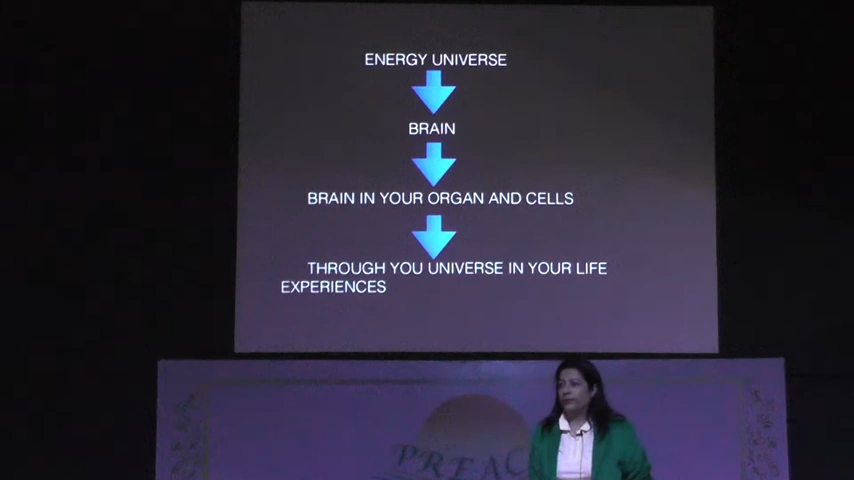 ENERGY UNIVERSE
BRAIN
BRAIN IN YOUR ORGAN AND CELLS
THROUGH YOU UNIVERSE IN YOUR LIFE
EXPERIENCES